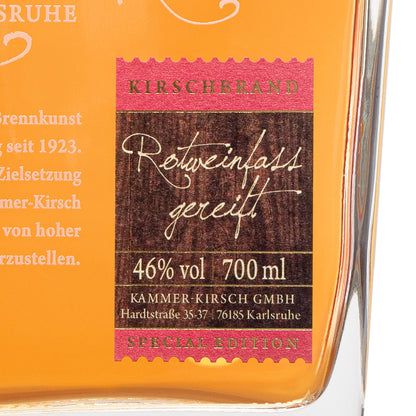 LSRUHE
Brennkunst
g seit 1923.
Zielsetzung
mer-Kirsch
von hoher
rzustellen.
KIRSCHBRAND
Rotweinfass
gereift
46% vol 700 ml
KAMMER-KIRSCH GMBH
Hardtstraße 35-37 | 76185 Karlsruhe
SPECIAL EDITION